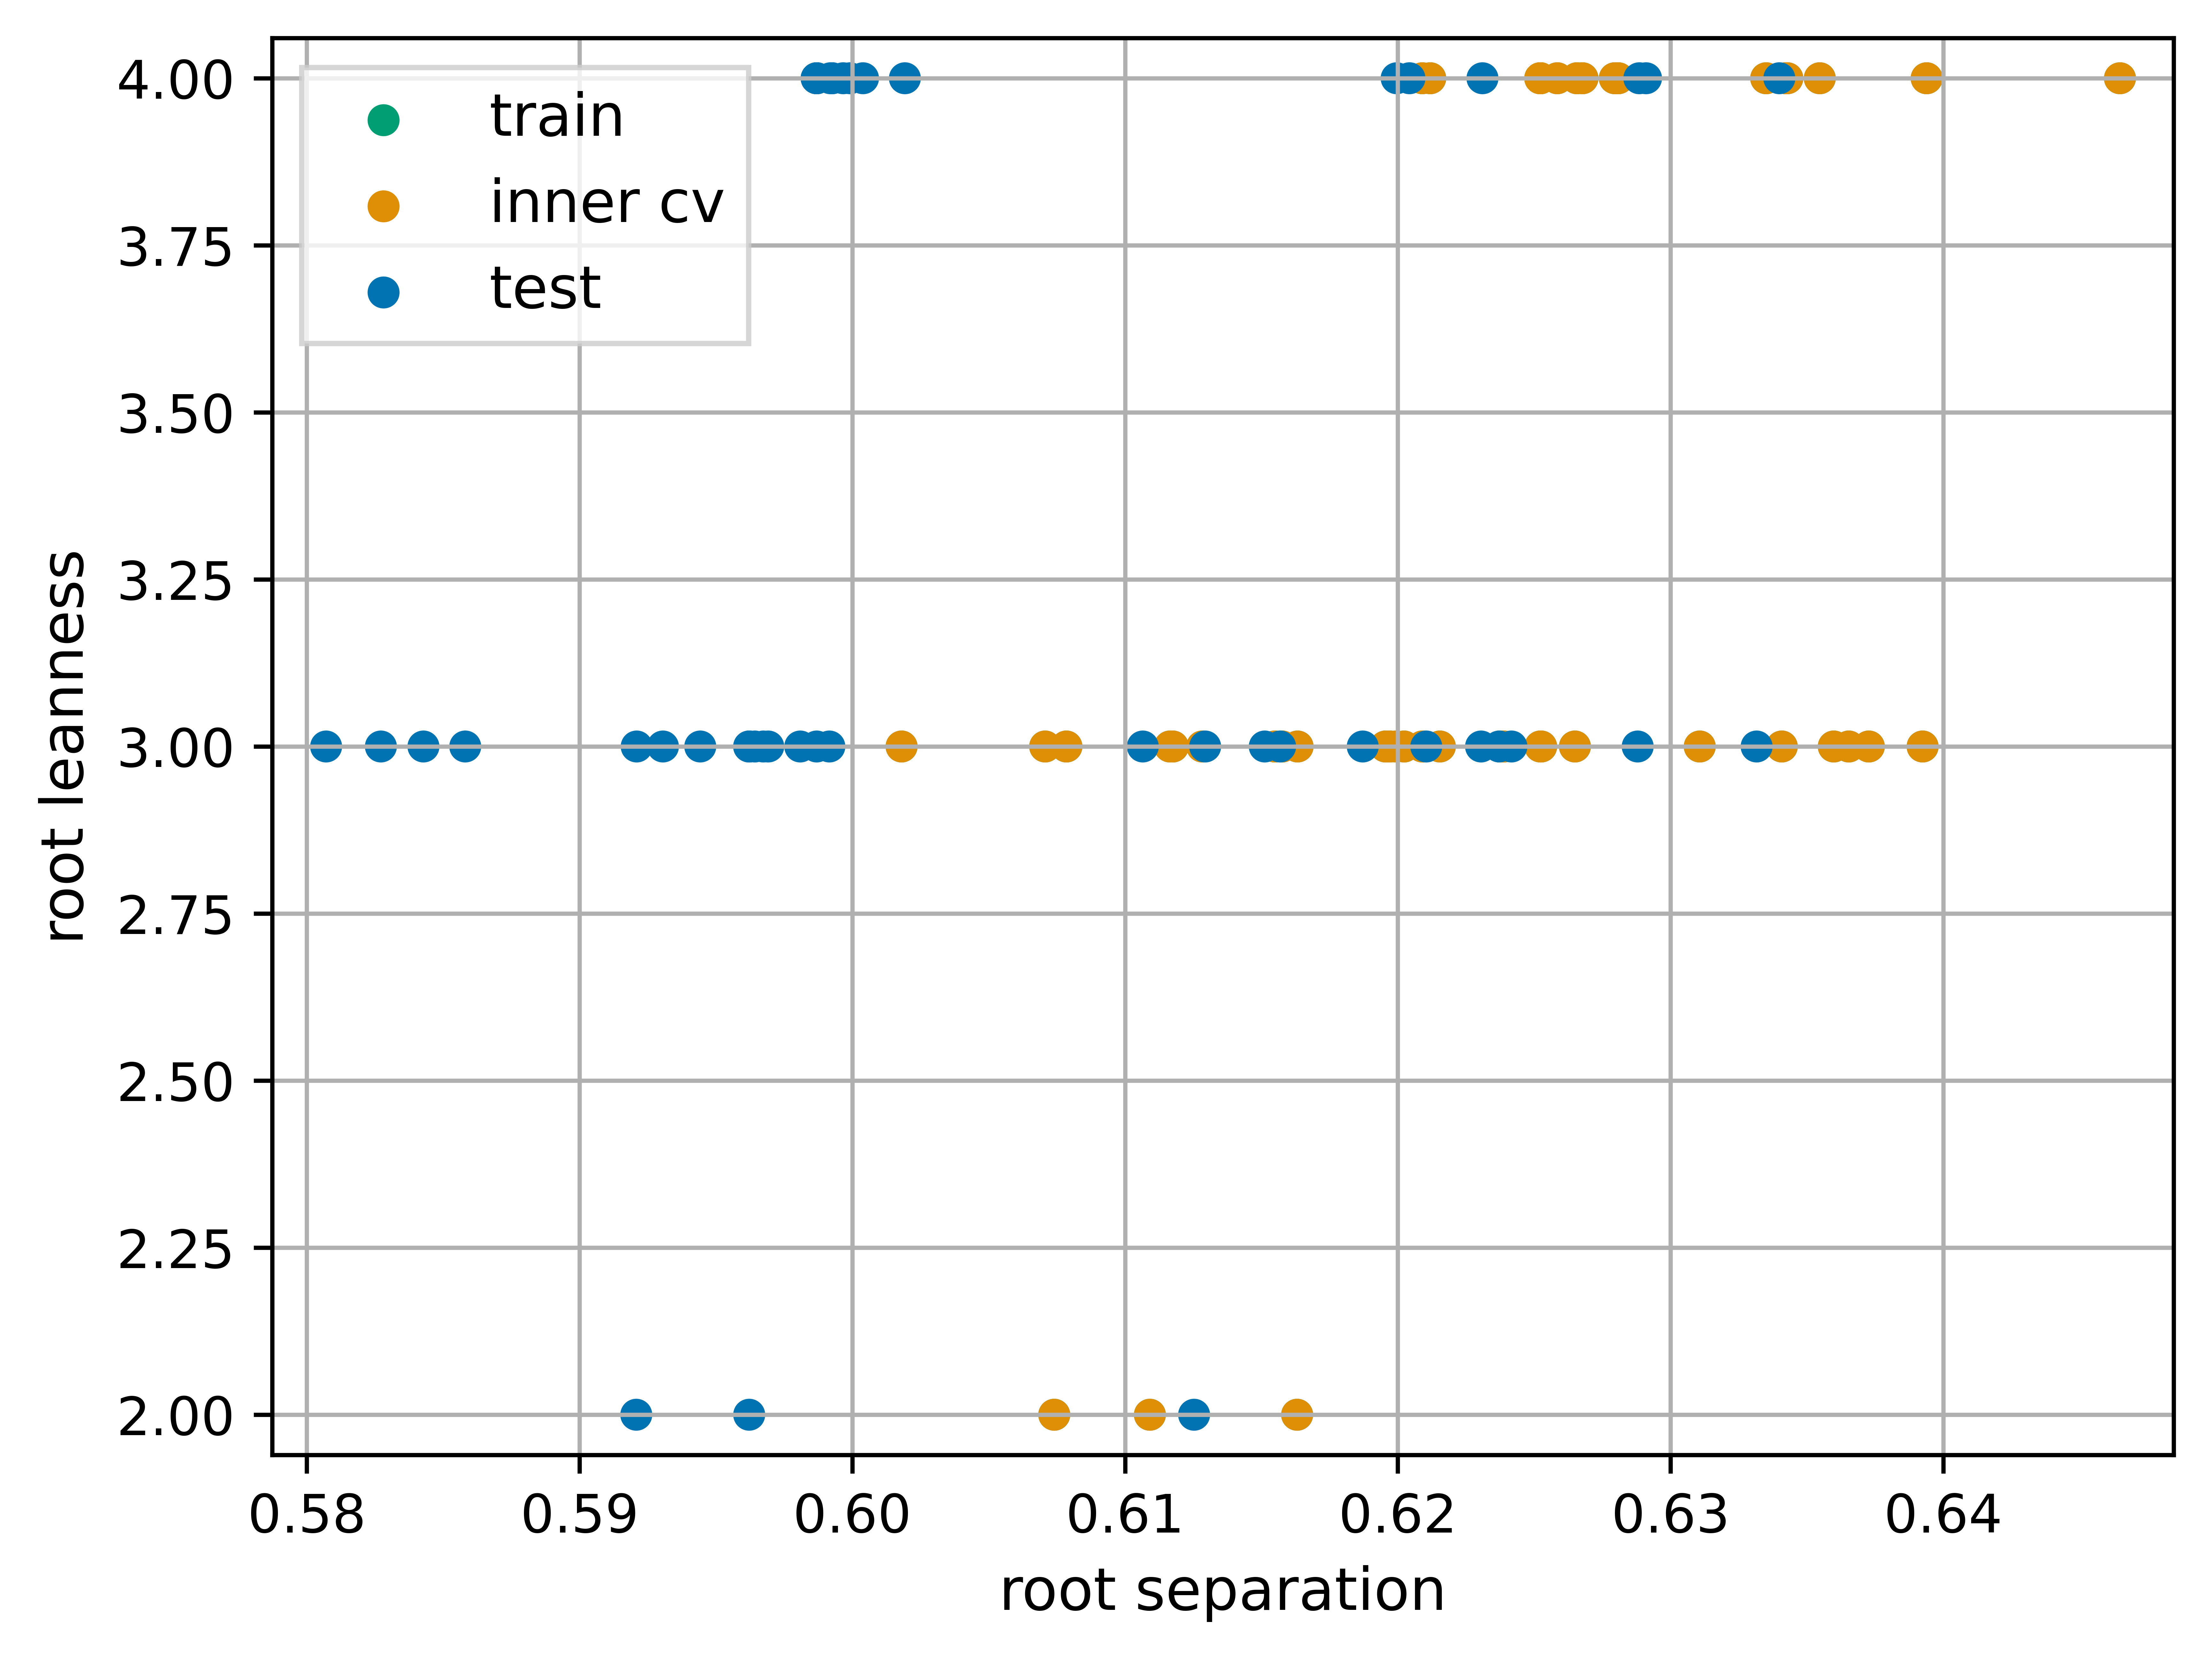 4.00
3.75
3.50
3.25
3.00
2.75
2.50
2.25
2.00
root leanness
train
inner cv
test
0.58 0.59 0.60 0.61 0.62 0.63 0.64
root separation